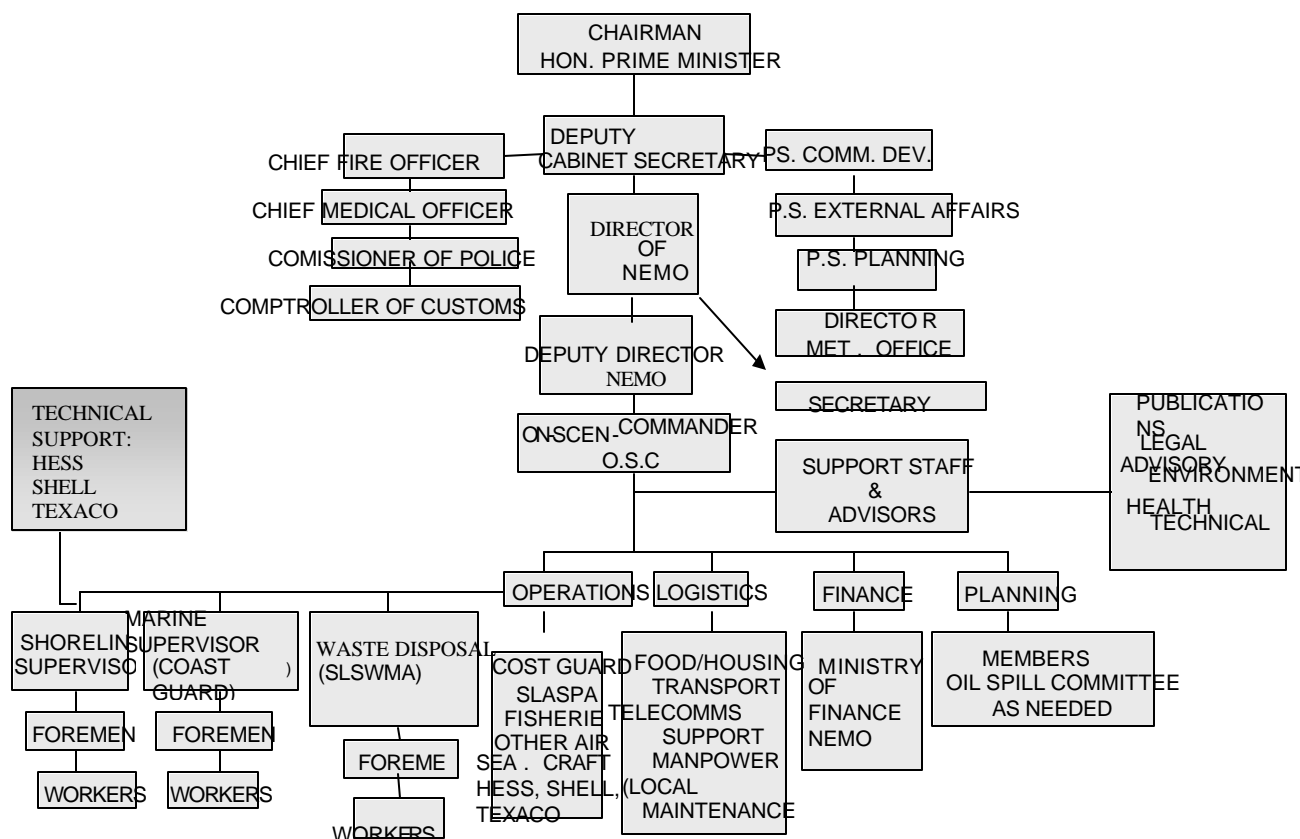 CHAIRMAN
HON. PRIME MINISTER
DEPUTY
CABINET SECRETARY
CHIEF FIRE OFFICER
PS. COMM. DEV.
CHIEF MEDICAL OFFICER
P.S. EXTERNAL AFFAIRS
DIRECTOR
OF
NEMO
COMISSIONER OF POLICE
P.S. PLANNING
COMPTROLLER OF CUSTOMS
DIRECTO R
MET . OFFICE
DEPUTY DIRECTOR
NEMO
SECRETARY
TECHNICAL
SUPPORT:
HESS
SHELL
TEXACO
ON-SCEN-COMMANDER
O.S.C
SUPPORT STAFF
&
ADVISORS
PUBLICATIO
NS
LEGAL
ADVISORY
ENVIRONMENT
HEALTH
TECHNICAL
OPERATIONS
LOGISTICS
FINANCE
PLANNING
SHORELIN
SUPERVISO
MARINE
SUPERVISOR
(COAST )
GUARD)
WASTE DISPOSAL
(SLSWMA)
COST GUARD
SLASPA
FISHERIE
OTHER AIR
SEA . CRAFT
HESS, SHELL,
TEXACO
FOOD/HOUSING
TRANSPORT
TELECOMMS
SUPPORT
MANPOWER
(LOCAL
MAINTENANCE
MINISTRY
OF
FINANCE
NEMO
MEMBERS
OIL SPILL COMMITTEE
AS NEEDED
FOREMEN
FOREMEN
FOREME
WORKERS
WORKERS
WORKERS